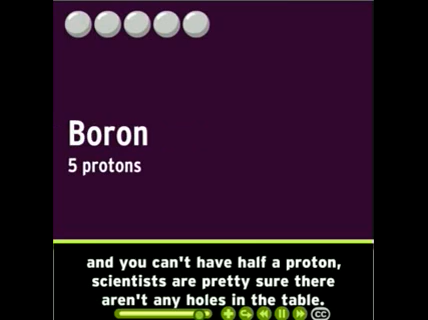 Boron
5 protons
and you can't have half a proton,
scientists are pretty sure there
aren't any holes in the table.
CC